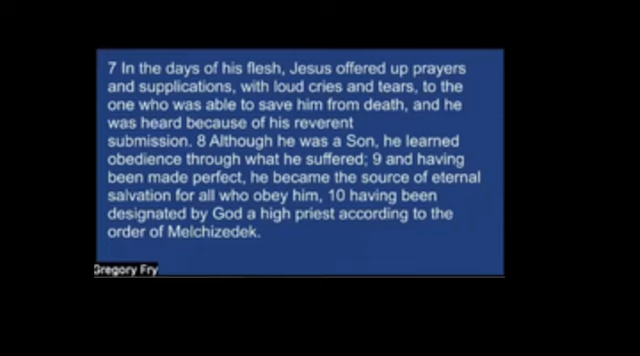 7 In the days of his flesh, Jesus offered up prayers
and supplications, with loud cries and tears, to the
one who was able to save him from death, and he
was heard because of his reverent
submission. 8 Although he was a Son, he learned
obedience through what he suffered; 9 and having
been made perfect, he became the source of eternal
salvation for all who obey him, 10 having been
designated by God a high priest according to the
order of Melchizedek.
Gregory Fry